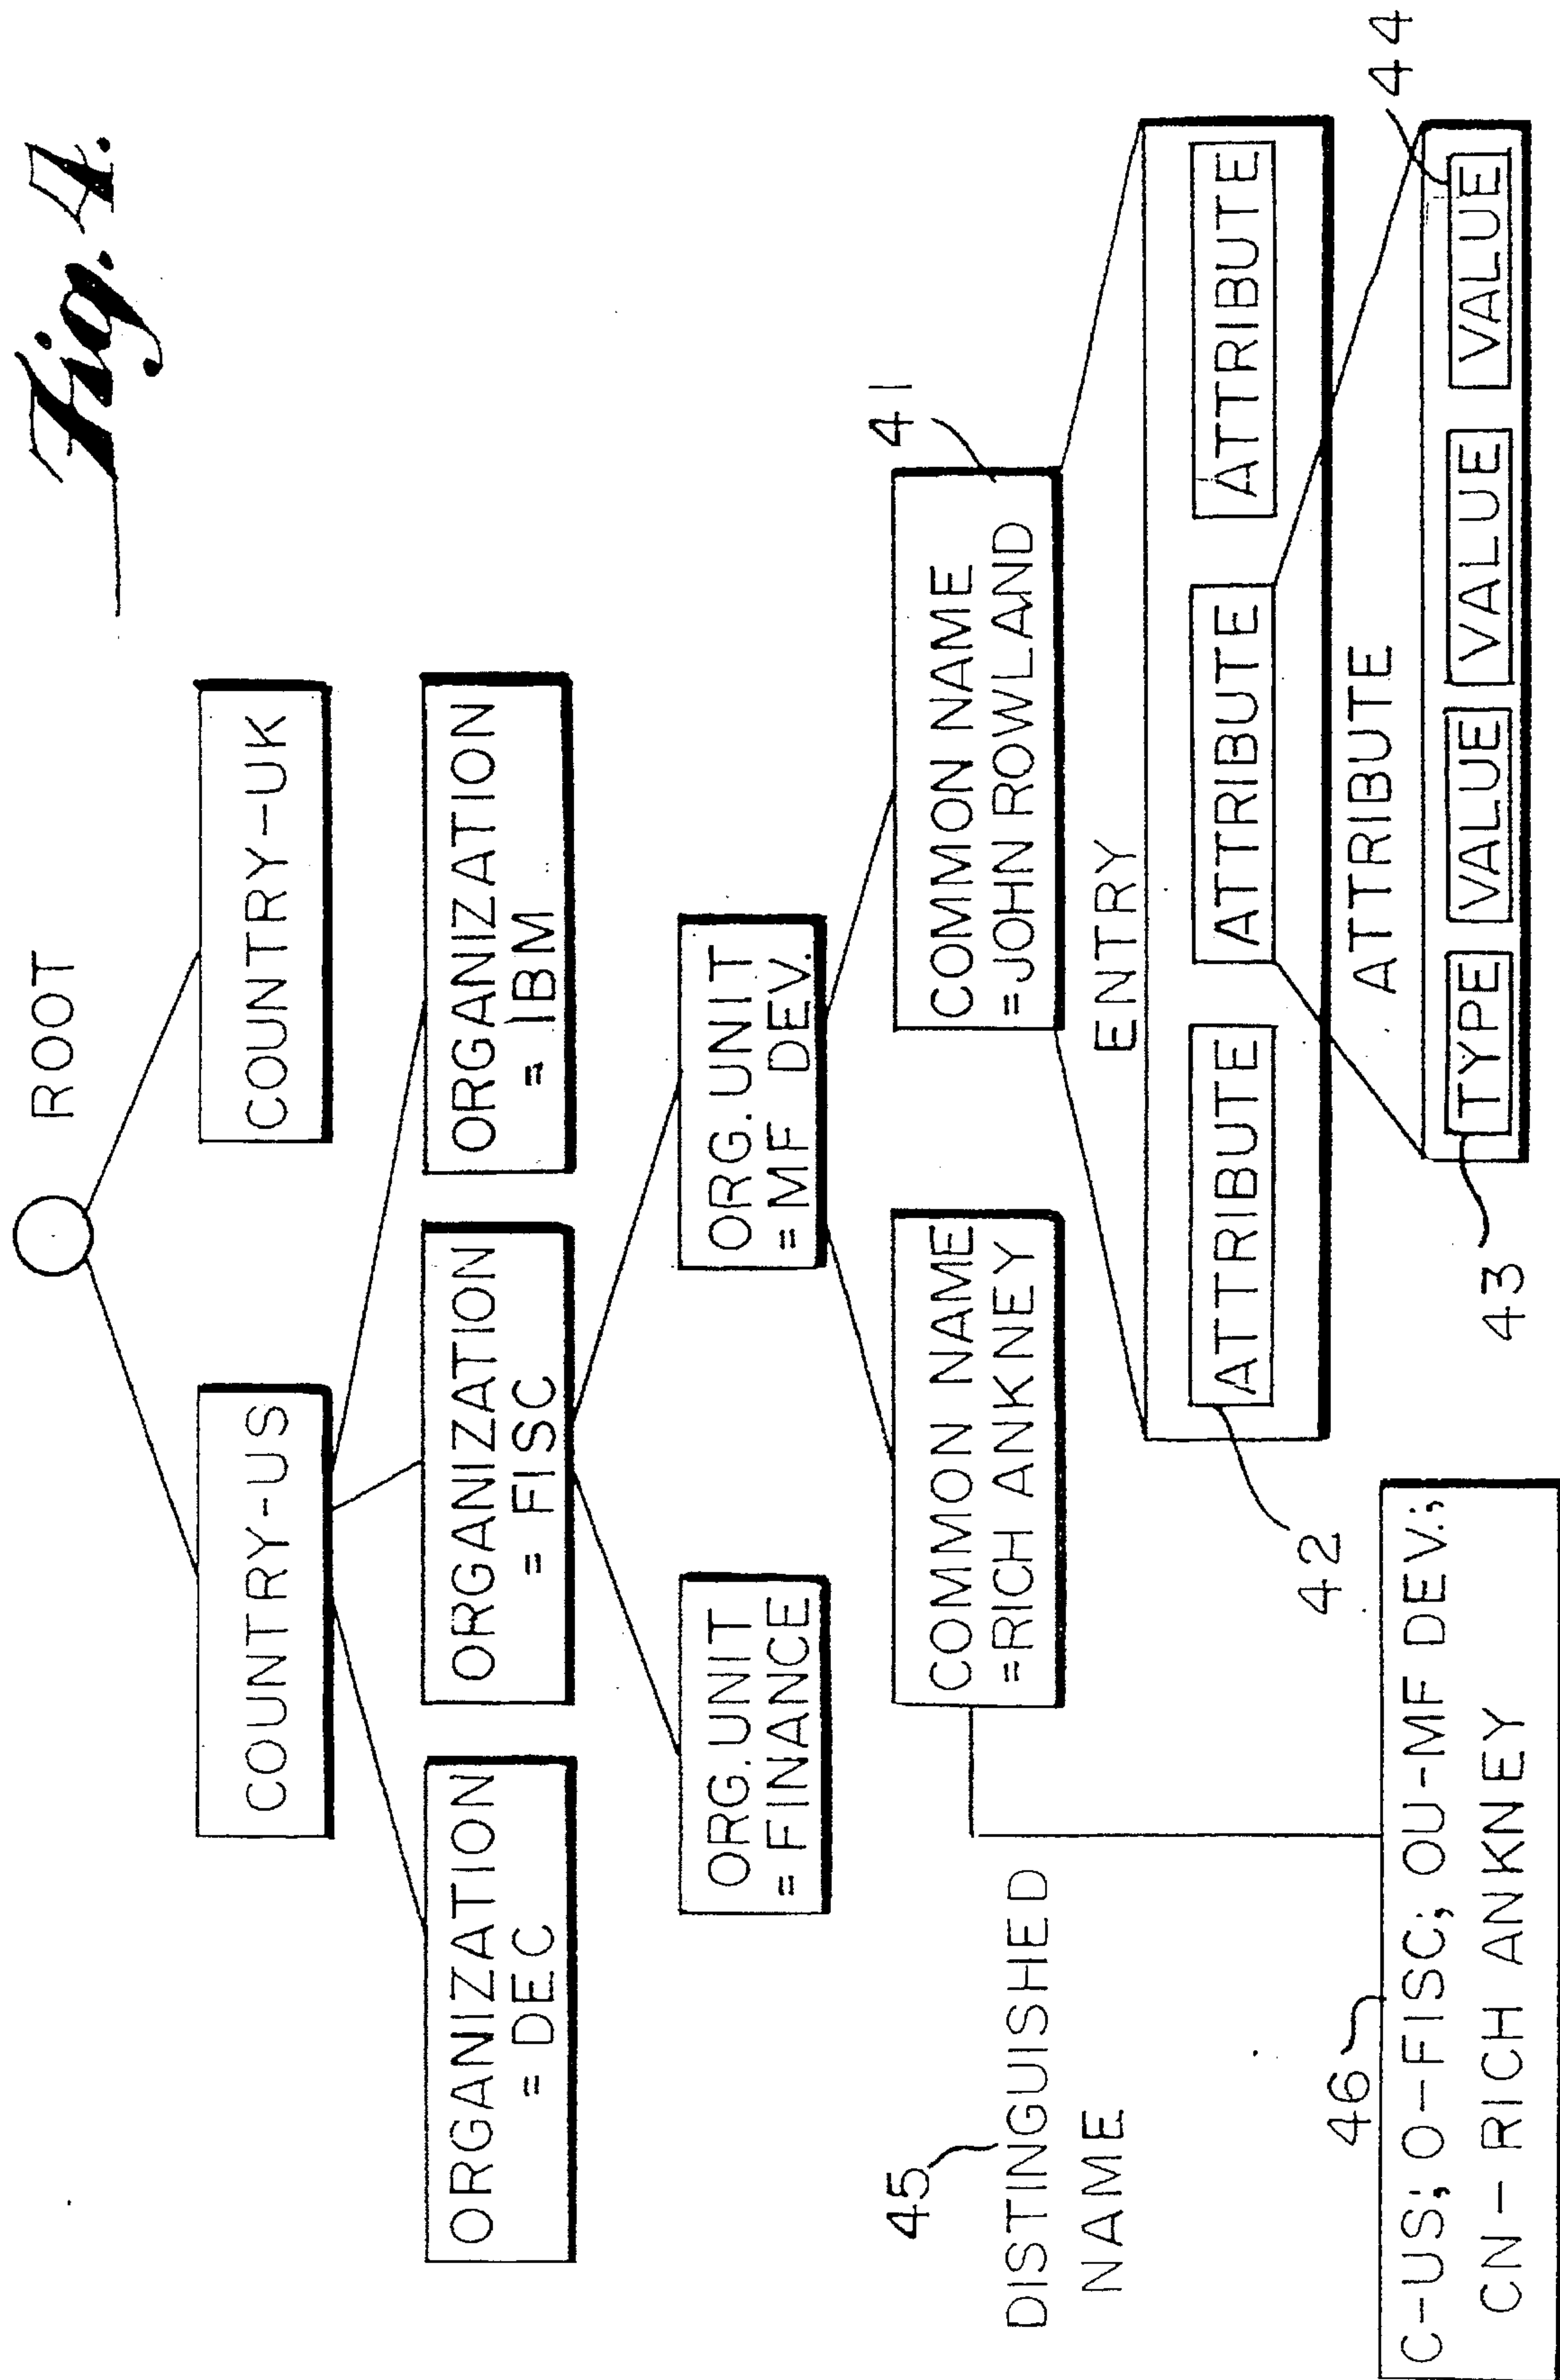 Fig. 4.
ROOT
COUNTRY-US
COUNTRY-UK
ORGANIZATION
= DEC
ORGANIZATION
= FISC
ORGANIZATION
= IBM
ORG. UNIT
= FINANCE
ORG. UNIT
= MF DEV.
COMMON NAME
=RICH ANKNEY
COMMON NAME
=JOHN ROWLAND
41
45
DISTINGUISHED
NAME
ENTRY
ATTRIBUTE
ATTRIBUTE
ATTRIBUTE
42
ATTRIBUTE
TYPE
VALUE
VALUE
VALUE
43
44
46
C-US; O-FISC; OU-MF DEV.;
CN- RICH ANKNEY